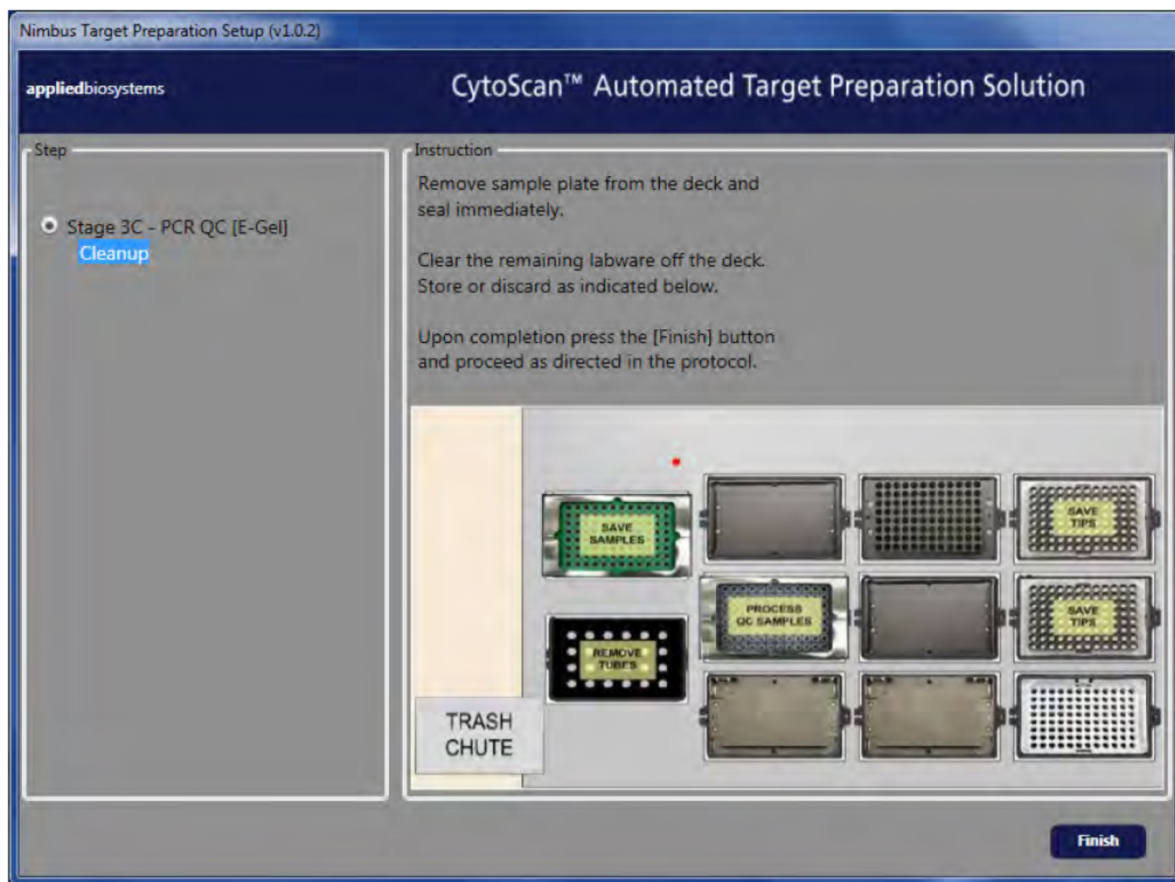 Nimbus Target Preparation Setup (v1.0.2)
appliedbiosystems
CytoScan™ Automated Target Preparation Solution
Step
Stage 3C - PCR QC [E-Gel]
Cleanup
Instruction
Remove sample plate from the deck and
seal immediately.
Clear the remaining labware off the deck.
Store or discard as indicated below.
Upon completion press the [Finish] button
and proceed as directed in the protocol.
SAVE
SAMPLES
SAVE
TIPS
PROCESS
QC SAMPLES
SAVE
TIPS
REMOVE
TUBES
TRASH
CHUTE
Finish